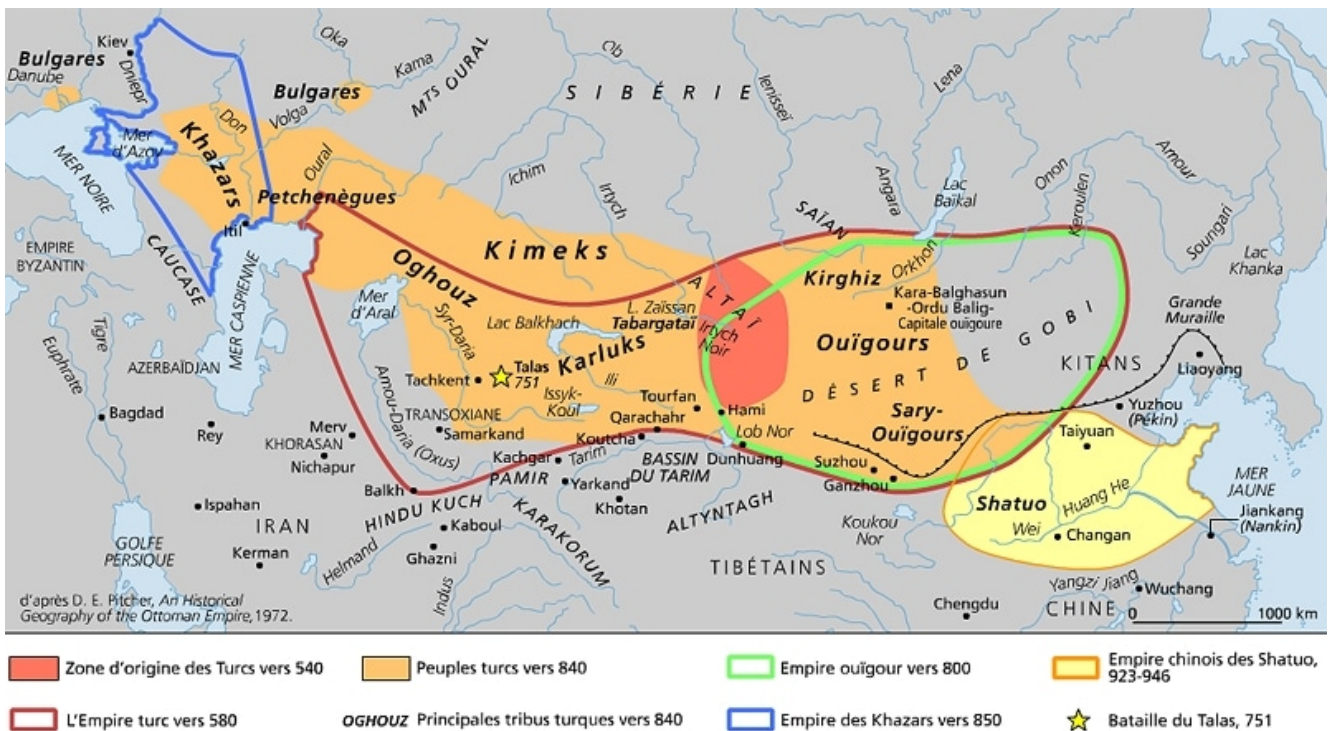 Bulgares
Danube
Kiev
Dniepr
Oka
Kama
Bulgares
Volga
Don
MTS OURAL
Ob
SIBÉRIE
Ienisseï
Lena
Angara
Lac
Baïkal
Onon
Keroulen
Amour
Soungari
Lac
Khanka
Mer
d'Azov
MER NOIRE
Khazars
Oural
Petchenègues
Itil
Ichim
Irtych
SAÏAN
EMPIRE
BYZANTIN
CAUCASE
MER CASPIENNE
Oghouz
Kimeks
Mer
d'Aral
Syr-Daria
Lac Balkhach
L. Zaïssan
Tabargataï
ALTAÏ
Irtych
Noir
Kirghiz
Orkhon
Kara-Balghasun
-Ordu Balig-
Capitale ouïgoure
Ouïgours
DÉSERT DE GOBI
Grande
Muraille
KITANS
Liaoyang
Tigre
Euphrate
AZERBAÏDJAN
Karluks
Talas
751
Tachkent
Ili
Issyk-
Koul
TRANSOXIANE
Samarkand
Amou-Daria (Oxus)
Tourfan
Qarachahr
Koutcha
Hami
Lob Nor
Dunhuang
Sary-
Ouïgours
Suzhou
Ganzhou
Yuzhou
(Pékin)
Taiyuan
Bagdad
Rey
Merv
KHORASAN
Nichapur
Kachgar
Tarim
BASSIN
DU TARIM
PAMIR
Yarkand
Khotan
ALTYNTAGH
Balkh
HINDU KUCH
KARAKORUM
Koukou
Nor
Shatuo
Wei
Huang He
Changan
MER
JAUNE
Jiankang
(Nankin)
Ispahan
IRAN
Kaboul
Ghazni
Helmand
Indus
Kerman
GOLFE
PERSIQUE
TIBÉTAINS
Yangzi Jiang
Wuchang
Chengdu
CHINE
0 1000 km
d'après D. E. Pitcher, An Historical
Geography of the Ottoman Empire, 1972.
Zone d'origine des Turcs vers 540
Peuples turcs vers 840
Empire ouïgour vers 800
Empire chinois des Shatuo,
923-946
L'Empire turc vers 580
OGHOUZ Principales tribus turques vers 840
Empire des Khazars vers 850
Bataille du Talas, 751